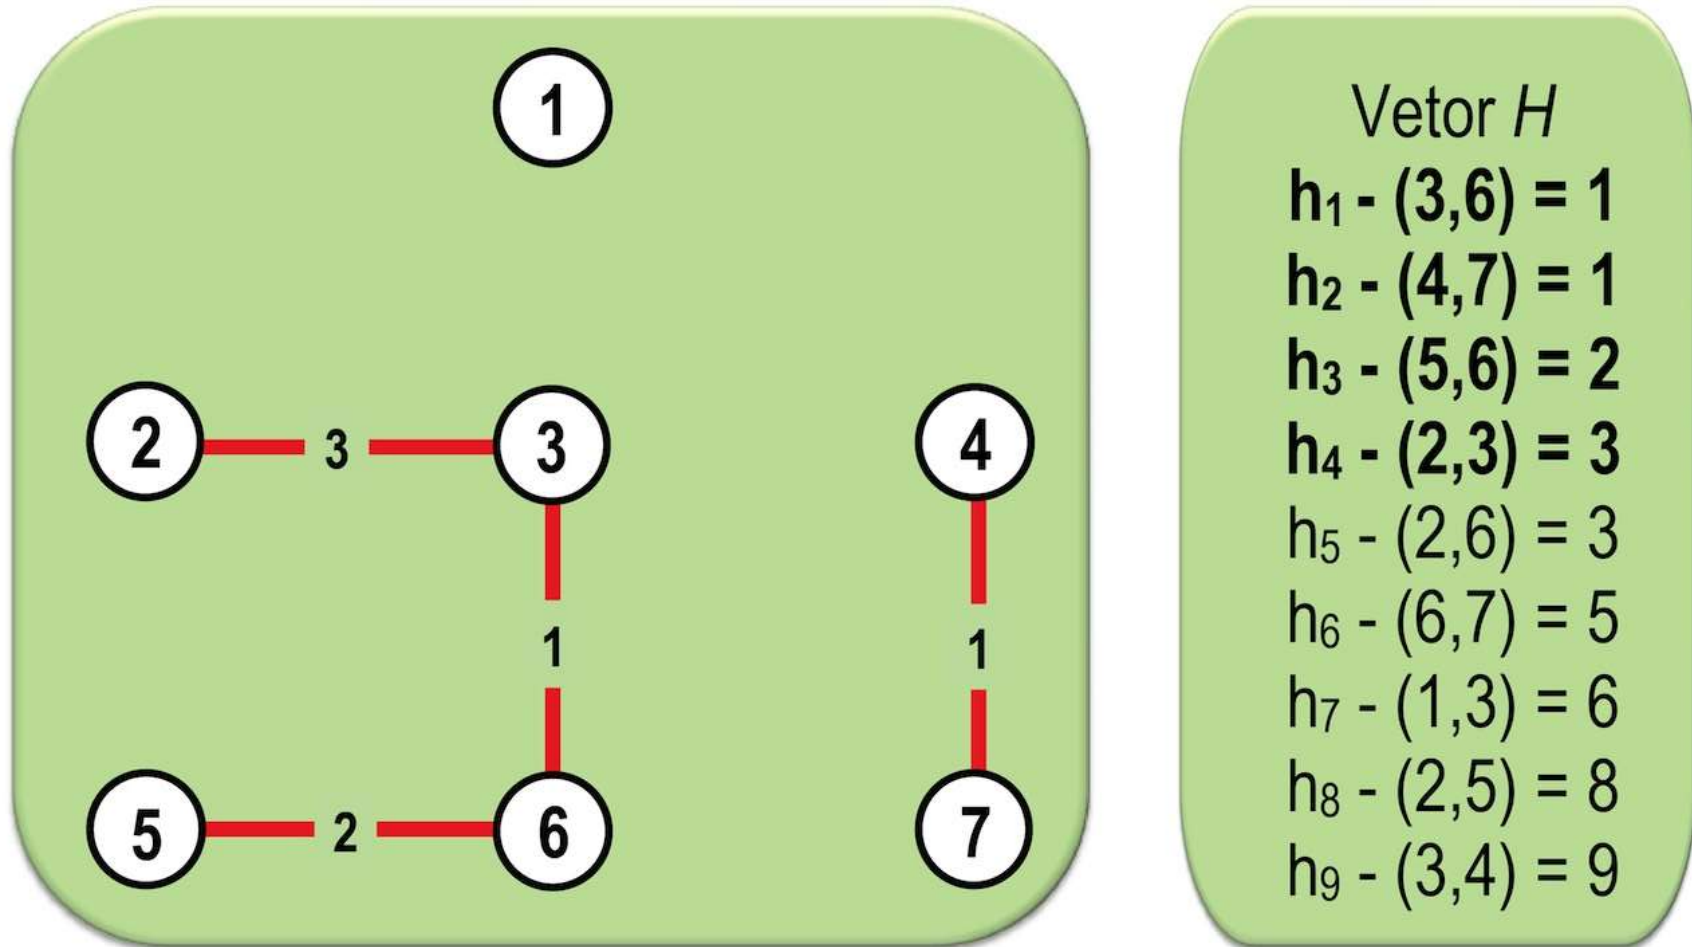 1
2 3 3 4
1 1
5 2 6 7
Vetor H
h1 - (3,6) = 1
h2 - (4,7) = 1
h3 - (5,6) = 2
h4 - (2,3) = 3
h5 - (2,6) = 3
h6 - (6,7) = 5
h7 - (1,3) = 6
h8 - (2,5) = 8
h9 - (3,4) = 9